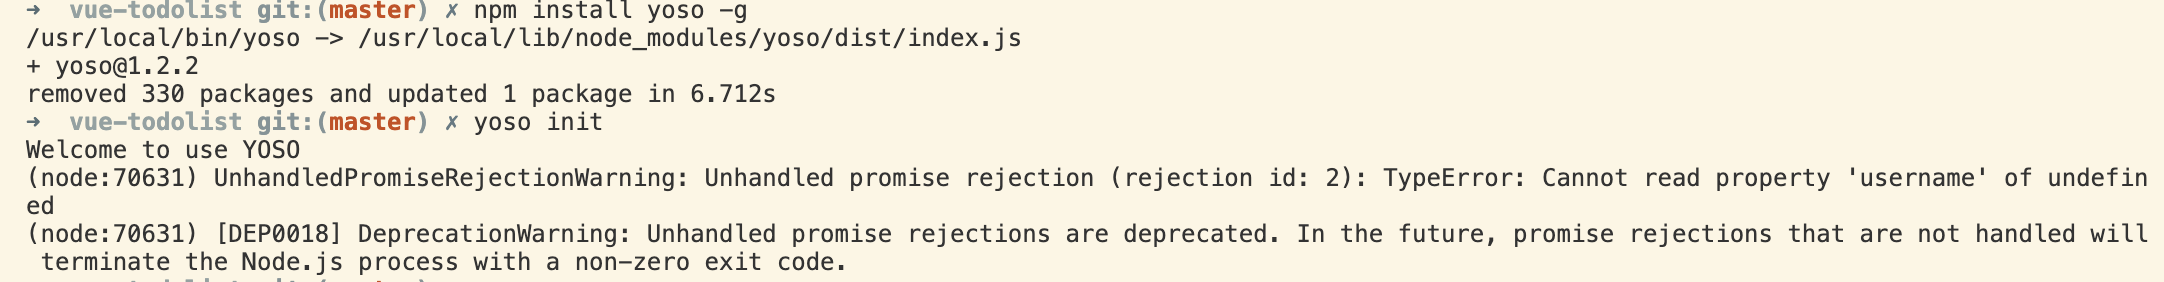 → vue-todolist git:(master) ✗ npm install yoso -g
/usr/local/bin/yoso -> /usr/local/lib/node_modules/yoso/dist/index.js
+ yoso@1.2.2
removed 330 packages and updated 1 package in 6.712s
→ vue-todolist git:(master) ✗ yoso init
Welcome to use YOSO
(node:70631) UnhandledPromiseRejectionWarning: Unhandled promise rejection (rejection id: 2): TypeError: Cannot read property 'username' of undefin
ed
(node:70631) [DEP0018] DeprecationWarning: Unhandled promise rejections are deprecated. In the future, promise rejections that are not handled will
terminate the Node.js process with a non-zero exit code.